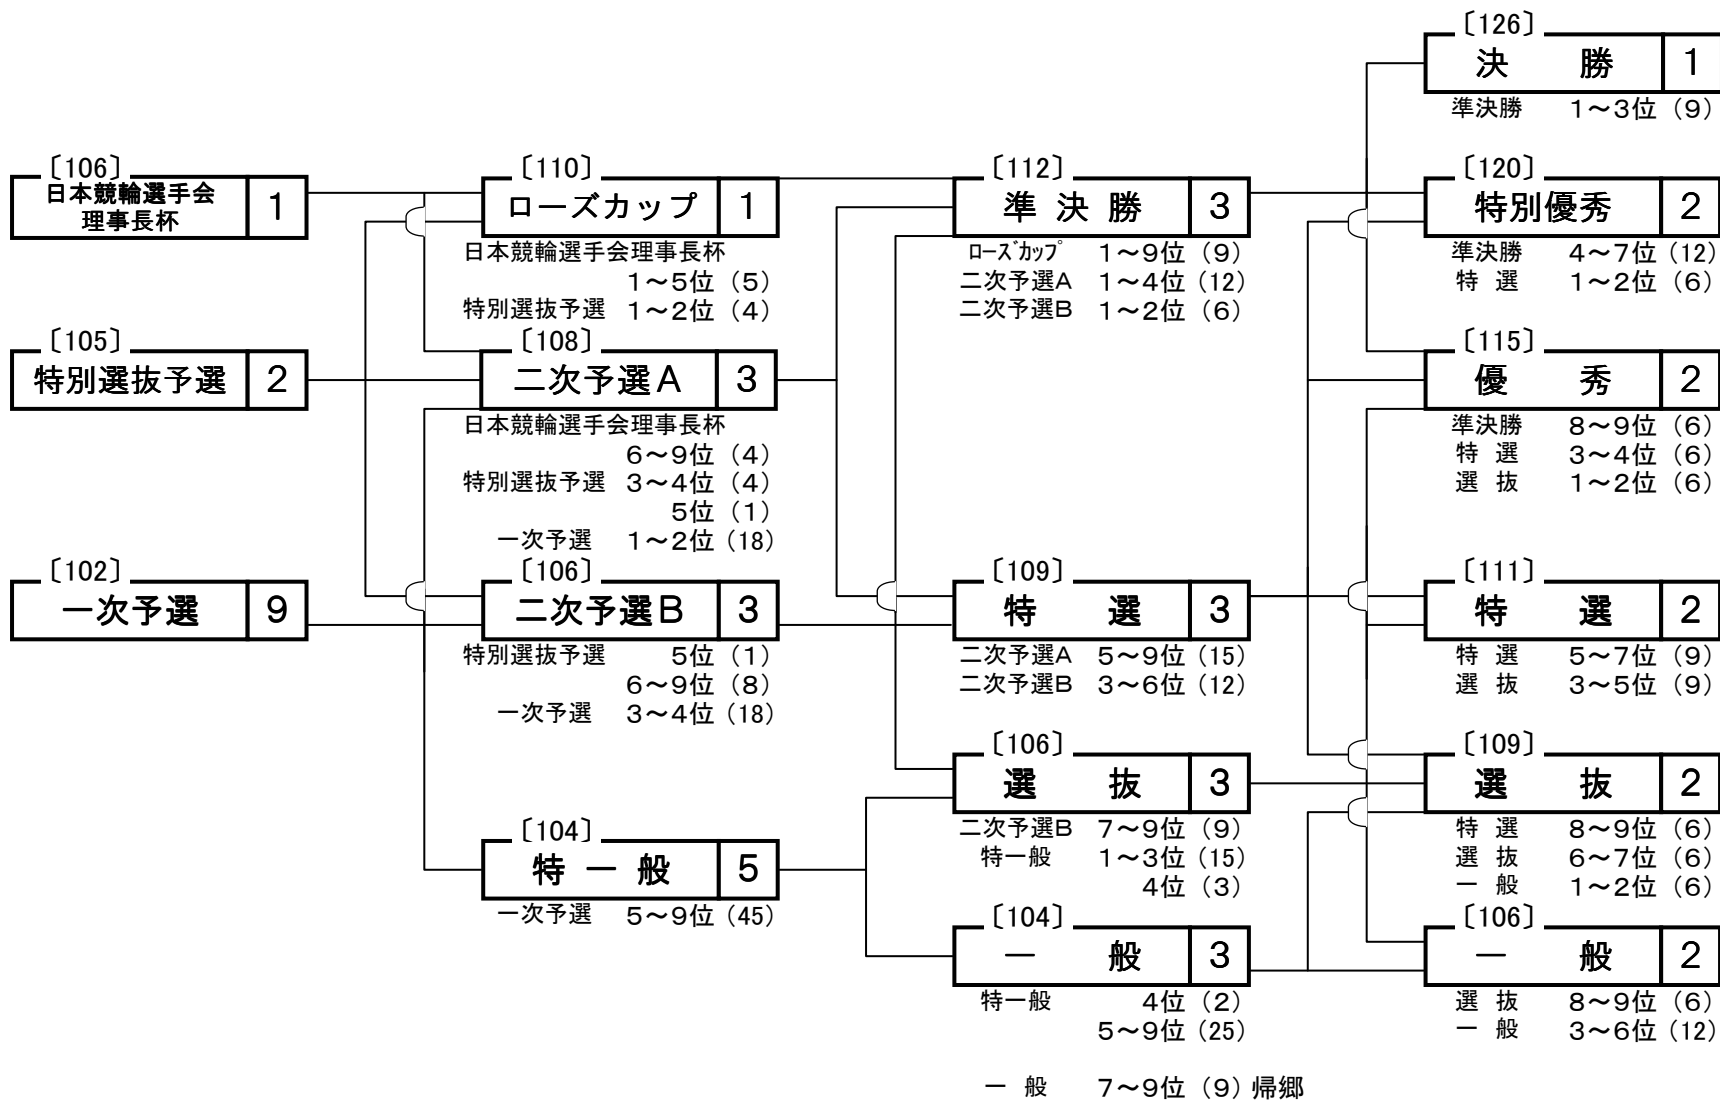 〔106〕
日本競輪選手会
理事長杯 1
〔105〕
特別選抜予選 2
〔102〕
一次予選 9
〔110〕
ローズカップ 1
日本競輪選手会理事長杯
1～5位 (5)
特別選抜予選 1～2位 (4)
〔108〕
二次予選A 3
日本競輪選手会理事長杯
6～9位 (4)
特別選抜予選 3～4位 (4)
5位 (1)
一次予選 1～2位 (18)
〔106〕
二次予選B 3
特別選抜予選 5位 (1)
6～9位 (8)
一次予選 3～4位 (18)
〔104〕
特一般 5
一次予選 5～9位 (45)
〔112〕
準決勝 3
ローズカップ 1～9位 (9)
二次予選A 1～4位 (12)
二次予選B 1～2位 (6)
〔109〕
特選 3
二次予選A 5～9位 (15)
二次予選B 3～6位 (12)
〔106〕
選抜 3
二次予選B 7～9位 (9)
特一般 1～3位 (15)
4位 (3)
〔104〕
一般 3
特一般 4位 (2)
5～9位 (25)
一般 7～9位 (9) 帰郷
〔126〕
決勝 1
準決勝 1～3位 (9)
〔120〕
特別優秀 2
準決勝 4～7位 (12)
特選 1～2位 (6)
〔115〕
優秀 2
準決勝 8～9位 (6)
特選 3～4位 (6)
選抜 1～2位 (6)
〔111〕
特選 2
特選 5～7位 (9)
選抜 3～5位 (9)
〔109〕
選抜 2
特選 8～9位 (6)
選抜 6～7位 (6)
一般 1～2位 (6)
〔106〕
一般 2
選抜 8～9位 (6)
一般 3～6位 (12)